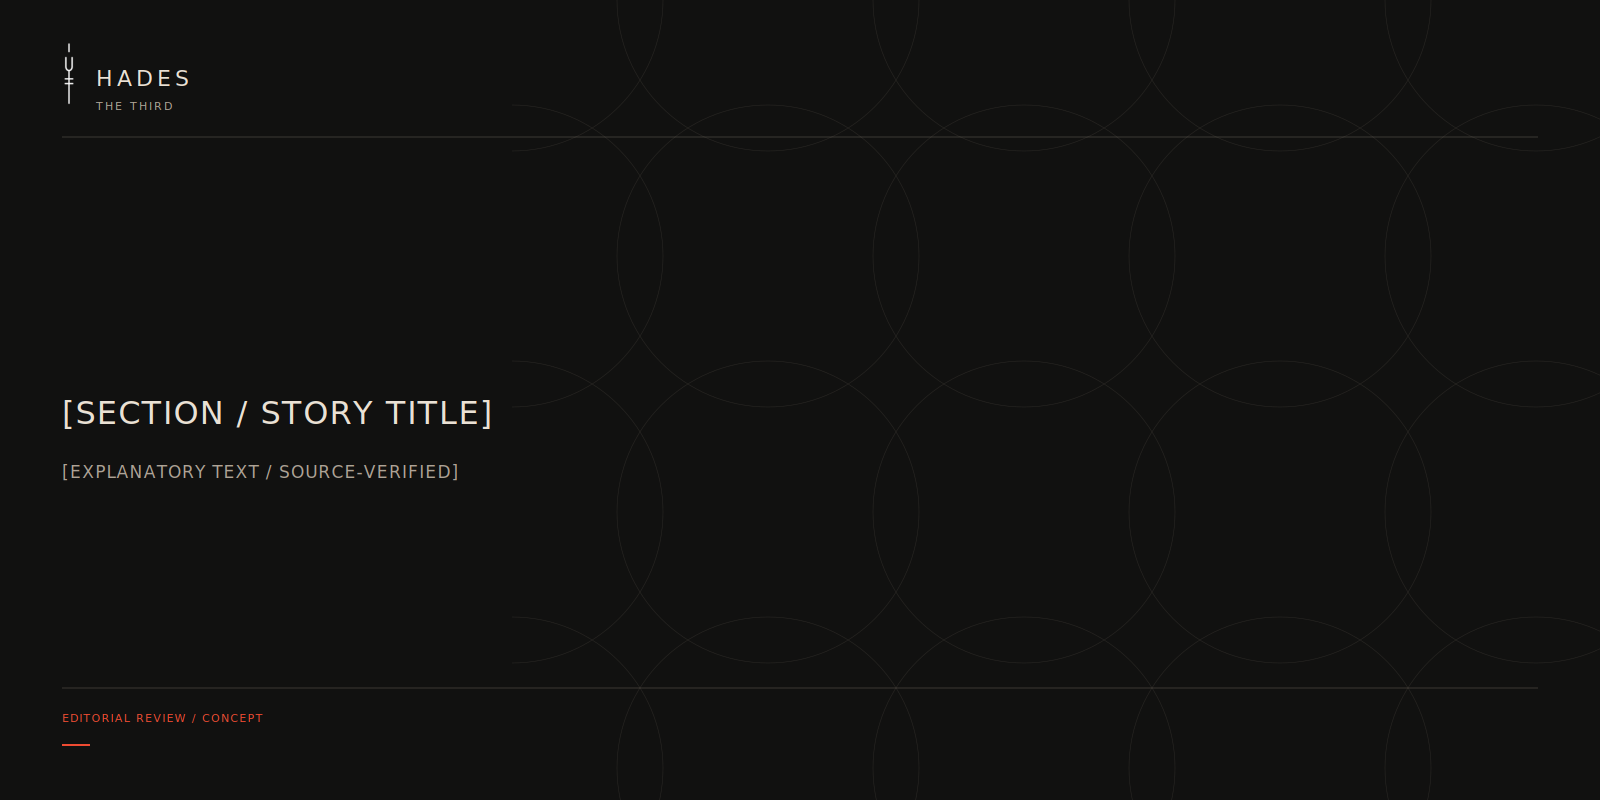 HADES
THE THIRD
[SECTION / STORY TITLE]
[EXPLANATORY TEXT / SOURCE-VERIFIED]
EDITORIAL REVIEW / CONCEPT